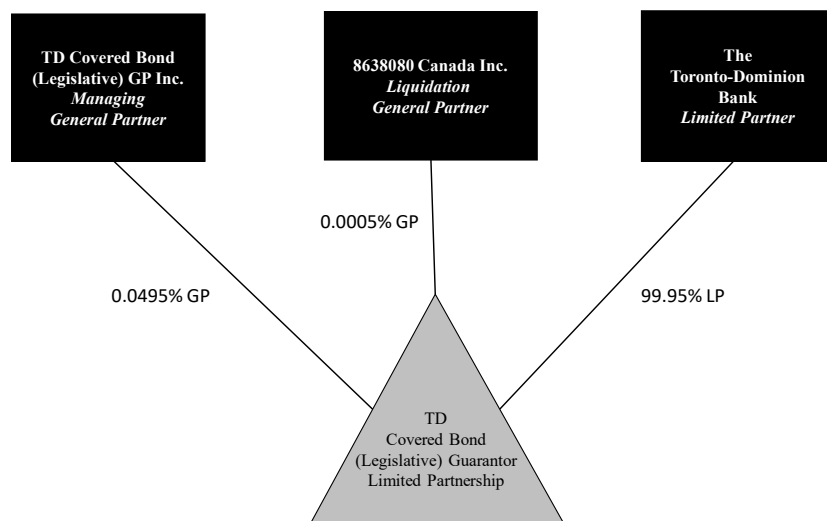 TD Covered Bond
(Legislative) GP Inc.
Managing
General Partner
8638080 Canada Inc.
Liquidation
General Partner
The
Toronto-Dominion
Bank
Limited Partner
0.0005% GP
0.0495% GP
99.95% LP
TD
Covered Bond
(Legislative) Guarantor
Limited Partnership